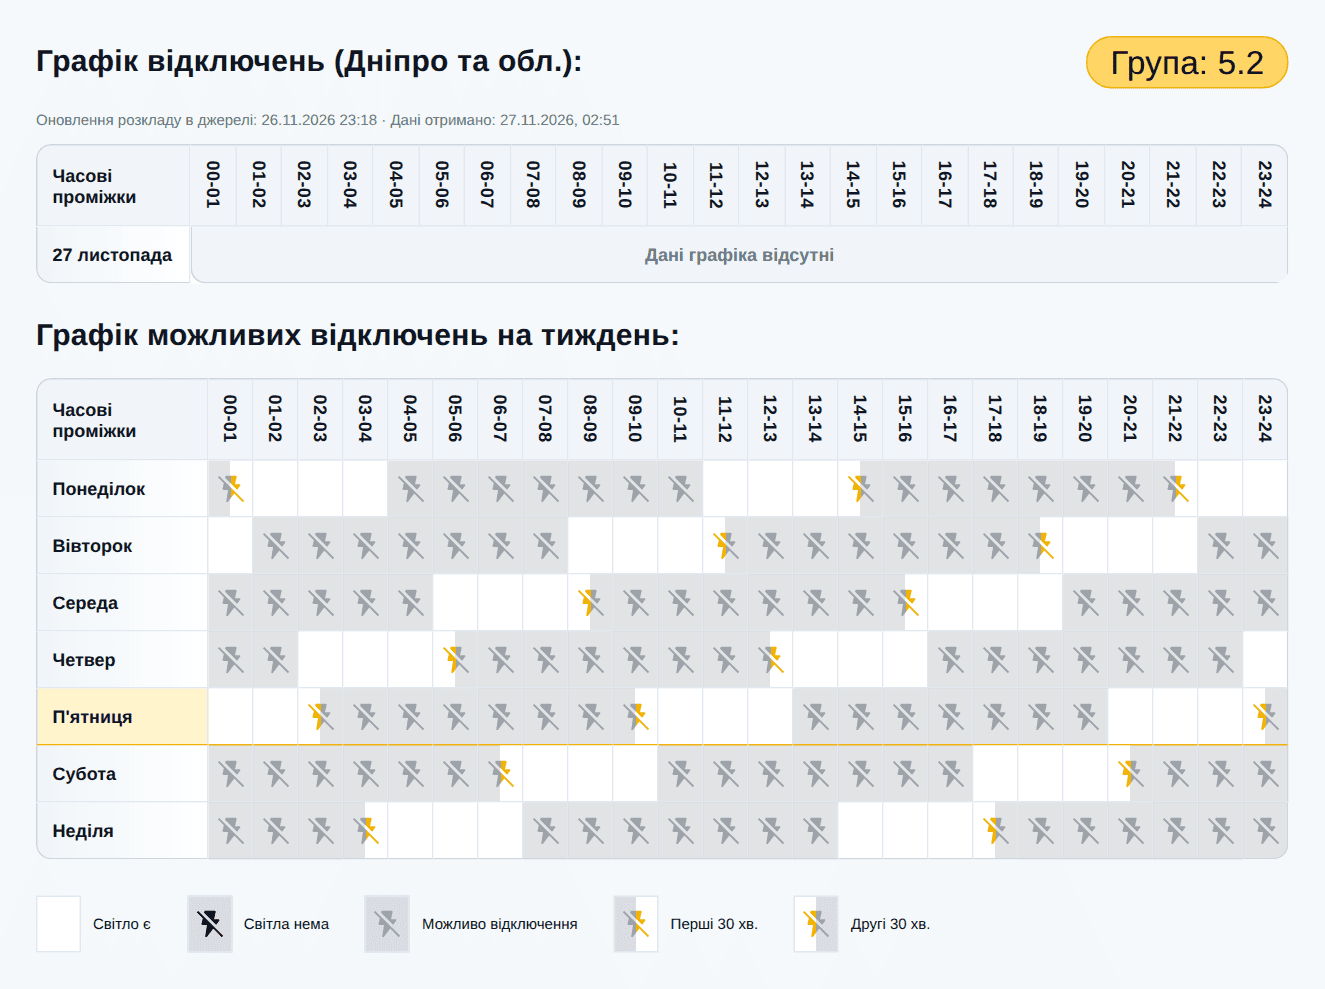 Графік відключень (Дніпро та обл.):
Група: 5.2
Оновлення розкладу в джерелі: 26.11.2026 23:18 · Дані отримано: 27.11.2026, 02:51
Часові
проміжки
00-01 01-02 02-03 03-04 04-05 05-06 06-07 07-08 08-09 09-10 10-11 11-12 12-13 13-14 14-15 15-16 16-17 17-18 18-19 19-20 20-21 21-22 22-23 23-24
27 листопада
Дані графіка відсутні
Графік можливих відключень на тиждень:
Часові
проміжки
00-01 01-02 02-03 03-04 04-05 05-06 06-07 07-08 08-09 09-10 10-11 11-12 12-13 13-14 14-15 15-16 16-17 17-18 18-19 19-20 20-21 21-22 22-23 23-24
Понеділок
Вівторок
Середа
Четвер
П'ятниця
Субота
Неділя
Світло є
Світла нема
Можливо відключення
Перші 30 хв.
Другі 30 хв.